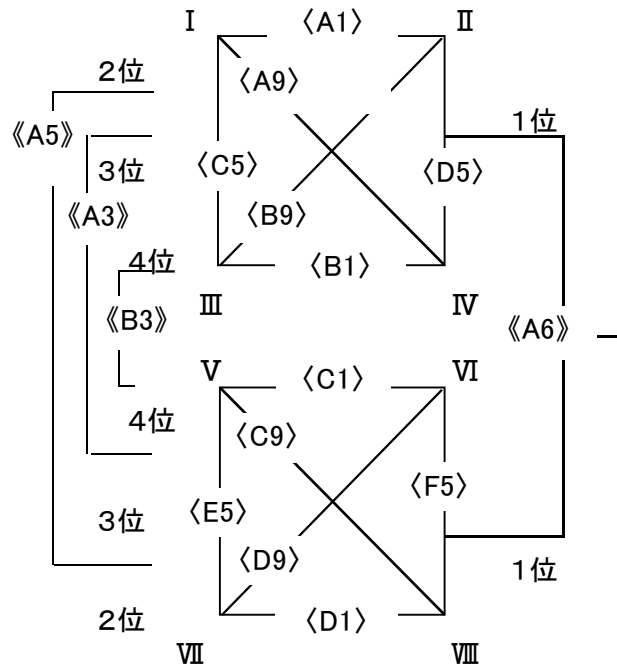 Ⅰ 〈A1〉 Ⅱ
2位
〈A9〉
《A5》
1位
3位
〈C5〉
〈D5〉
《A3》
〈B9〉
4位
〈B1〉
Ⅲ
Ⅳ
《B3》
《A6》
Ⅴ 〈C1〉 Ⅵ
4位
〈C9〉
〈F5〉
3位
〈E5〉
〈D9〉
1位
2位
〈D1〉
Ⅶ
Ⅷ